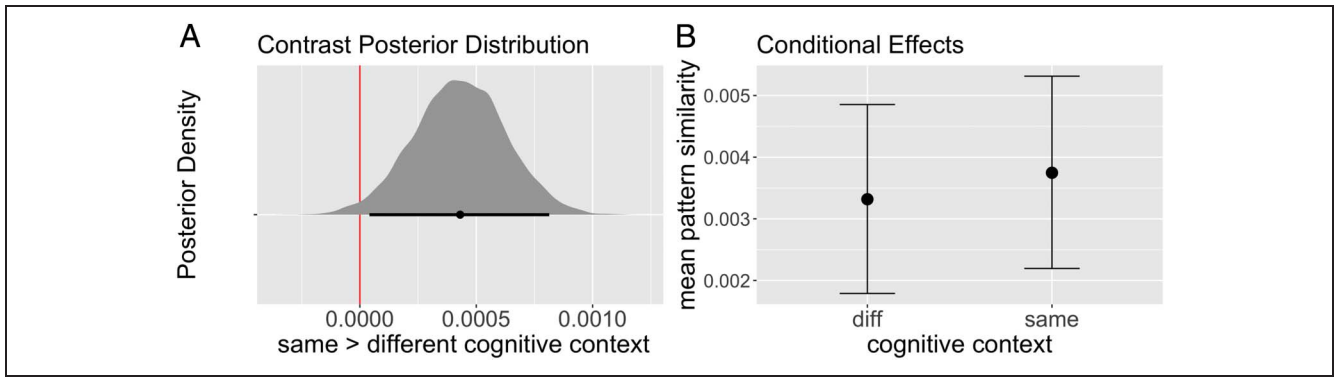 A
Contrast Posterior Distribution
Posterior Density
0.0000 0.0005 0.0010
same > different cognitive context
B
Conditional Effects
mean pattern similarity
0.005
0.004
0.003
0.002
diff same
cognitive context